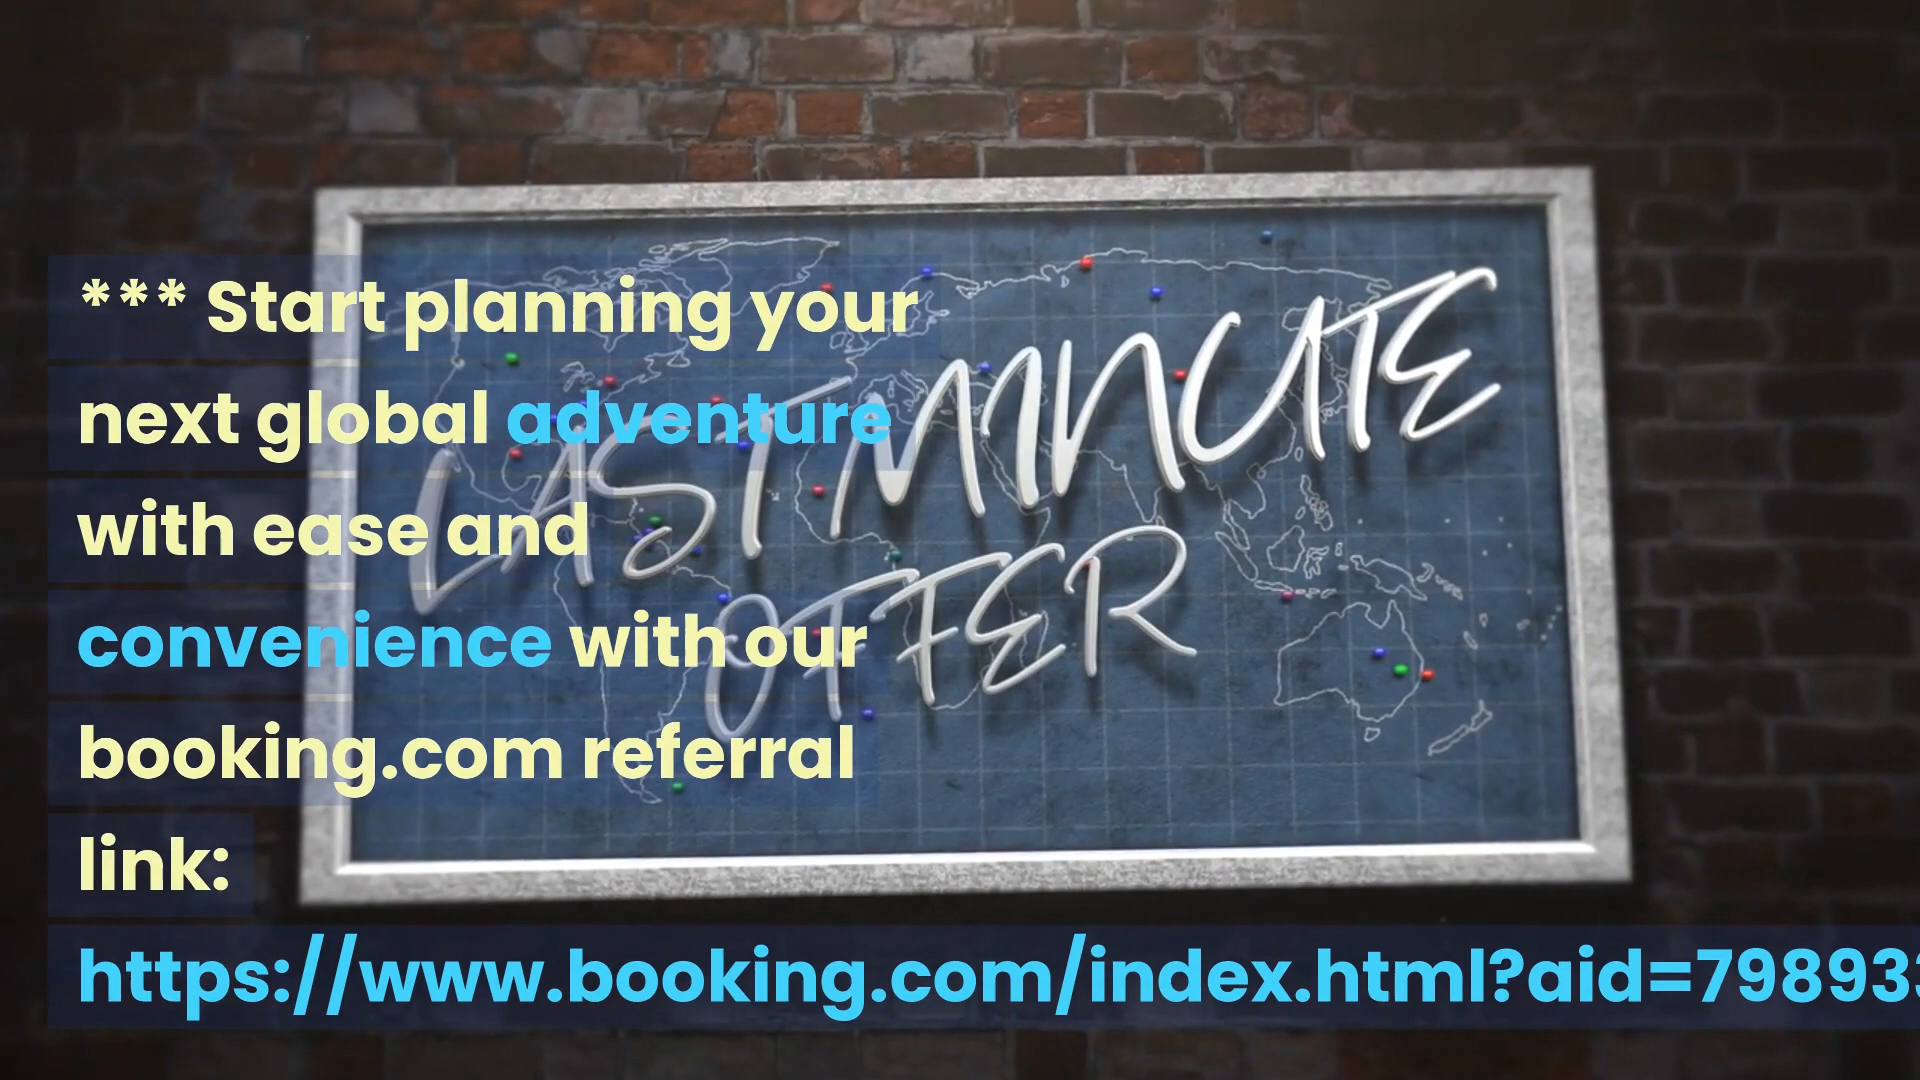 *** Start planning your
next global adventure
with ease and
convenience with our
booking.com referral
link:
https://www.booking.com/index.html?aid=79893
LAST MINUTE
OFFER